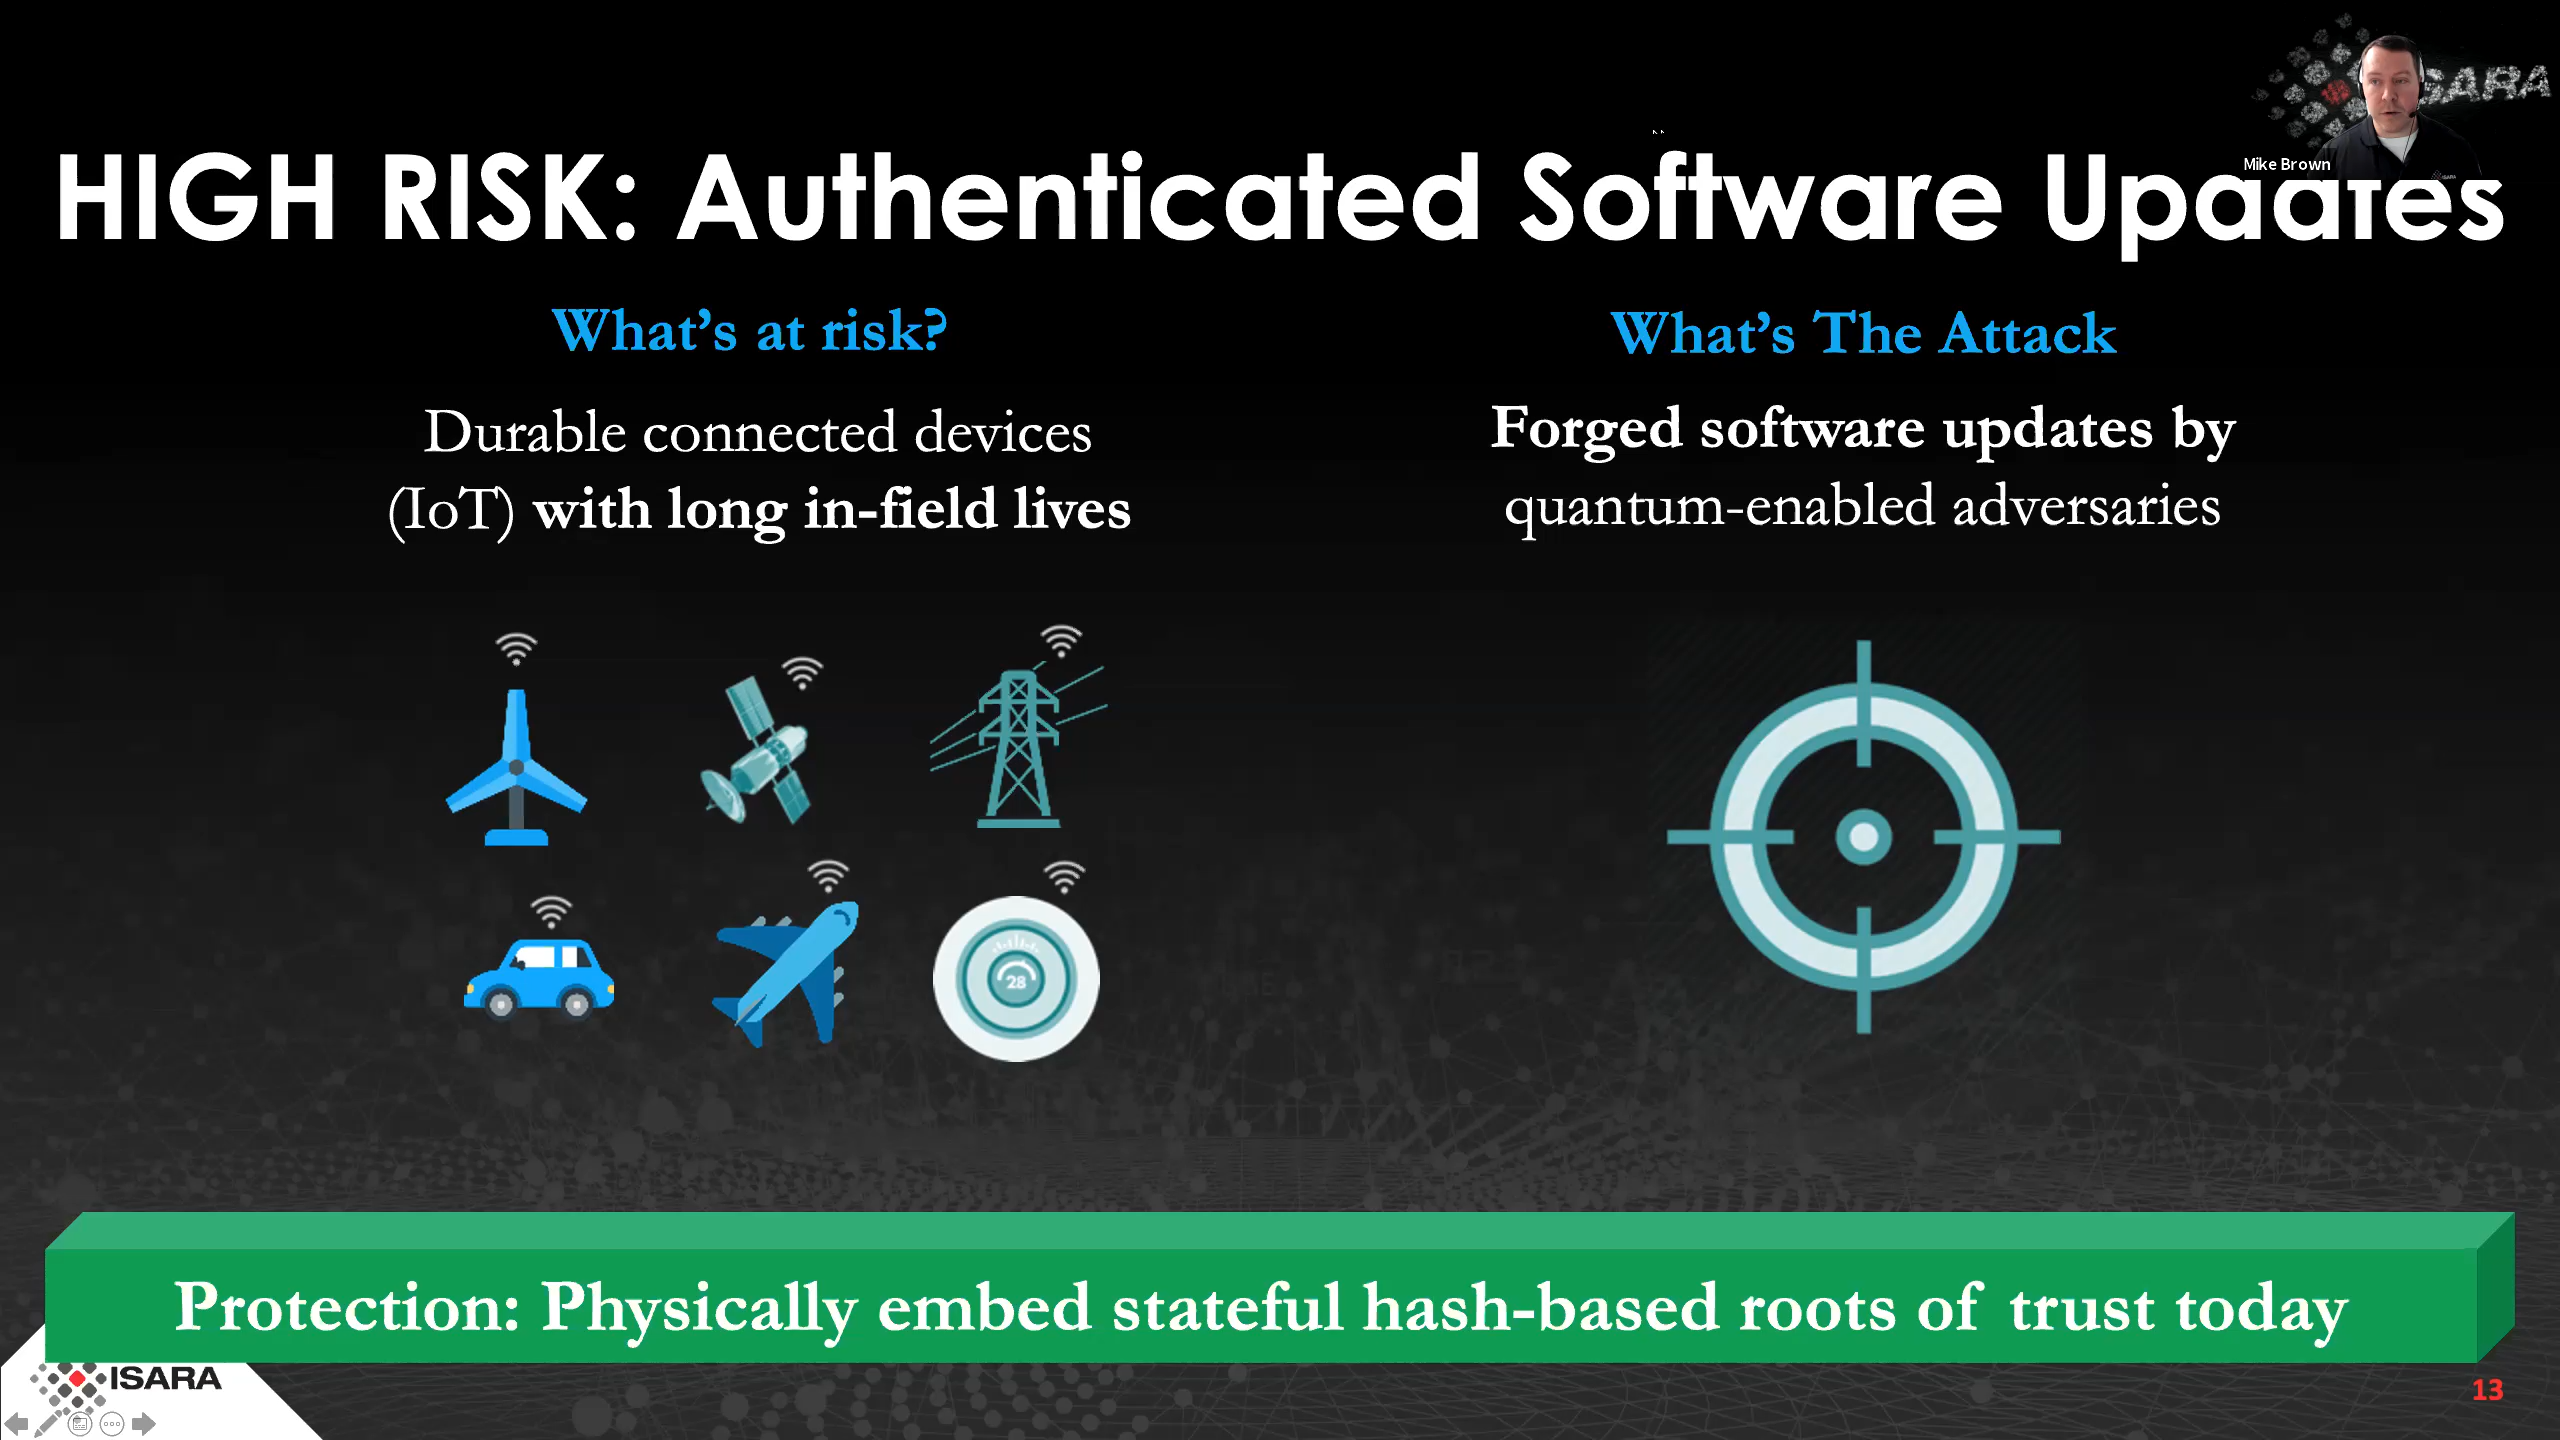 ISARA
Mike Brown
HIGH RISK: Authenticated Software Updates
What's at risk?
Durable connected devices
(IoT) with long in-field lives
What's The Attack
Forged software updates by
quantum-enabled adversaries
28
Protection: Physically embed stateful hash-based roots of trust today
ISARA
13